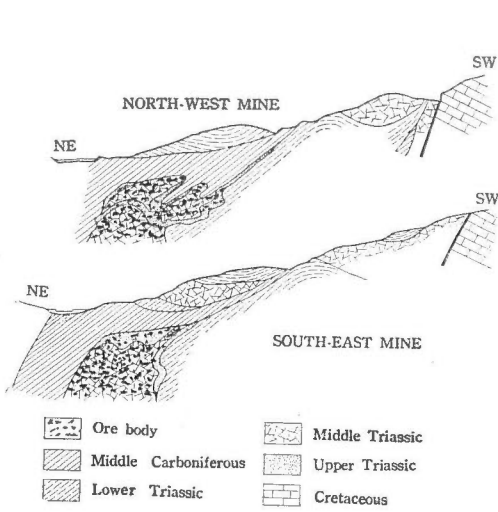 SW
NORTH-WEST MINE
NE
SW
NE
SOUTH-EAST MINE
Ore body
Middle Carboniferous
Lower Triassic
Middle Triassic
Upper Triassic
Cretaceous